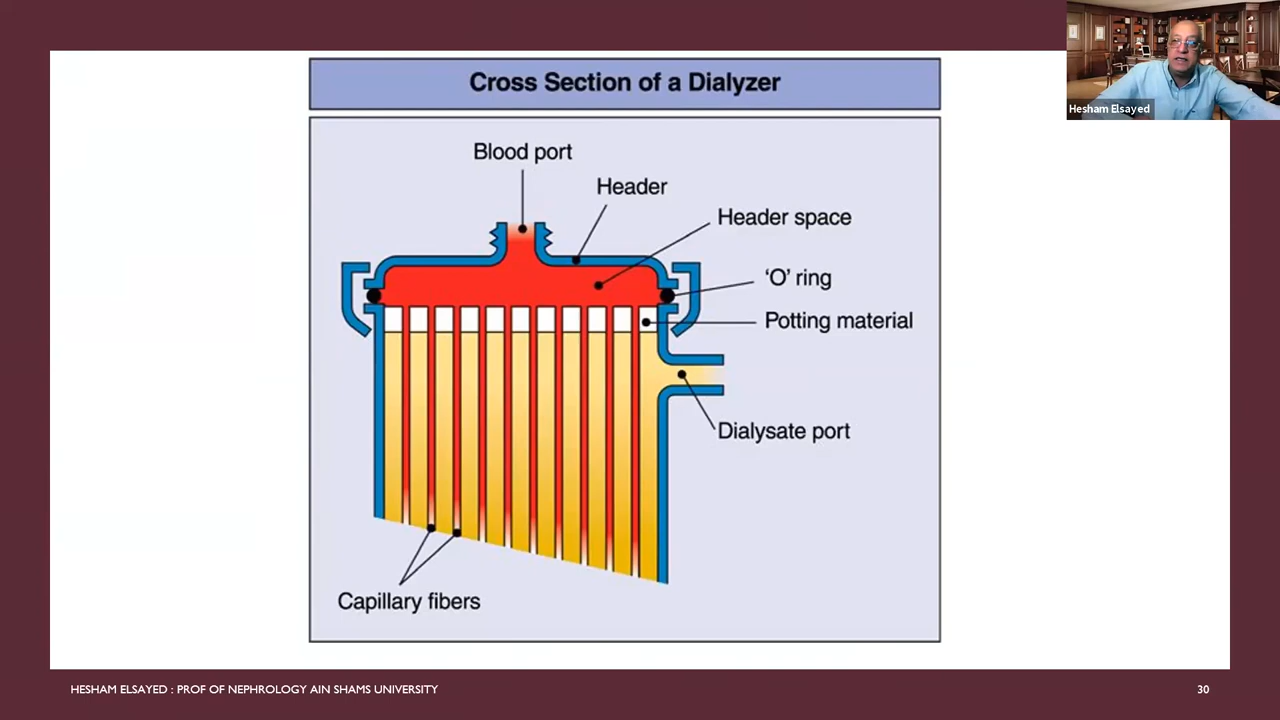 Cross Section of a Dialyzer
Blood port
Header
Header space
‘O’ ring
Potting material
Dialysate port
Capillary fibers
Hesham Elsayed
HESHAM ELSAYED : PROF OF NEPHROLOGY AIN SHAMS UNIVERSITY
30